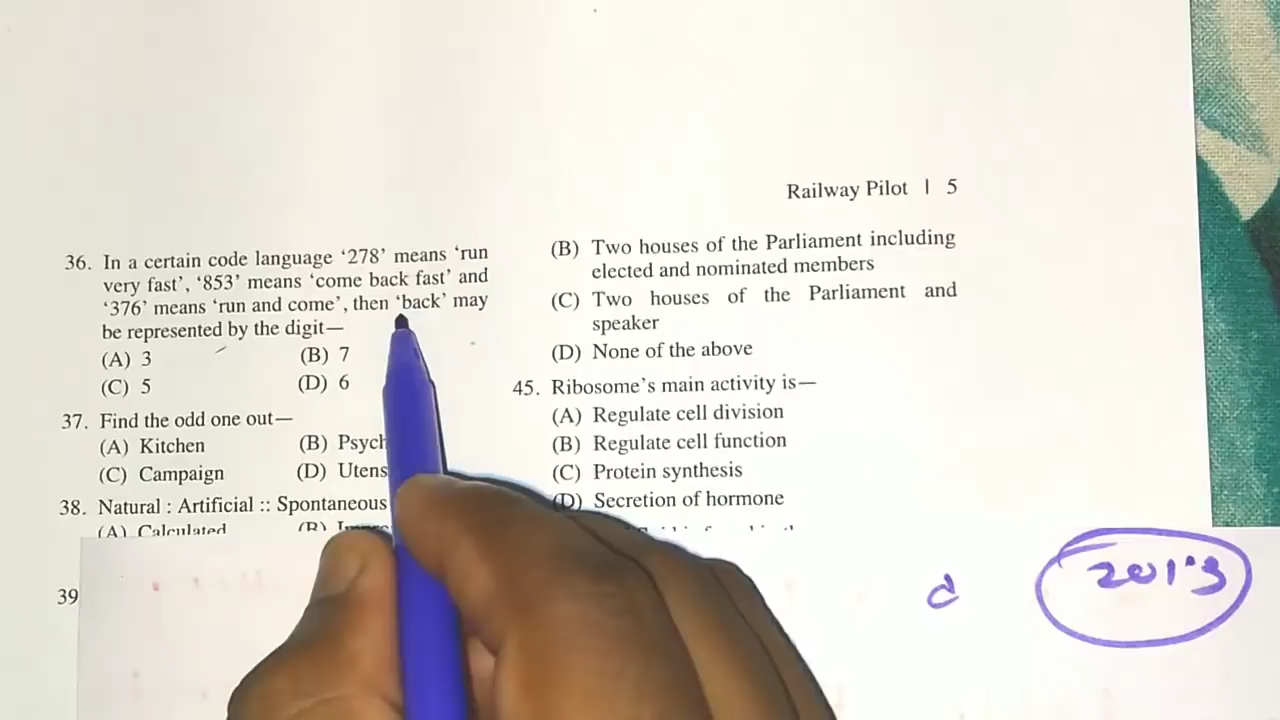 Railway Pilot | 5
36. In a certain code language ‘278’ means ‘run
very fast’, ‘853’ means ‘come back fast’ and
‘376’ means ‘run and come’, then ‘back’ may
be represented by the digit—
(A) 3 (B) 7
(C) 5 (D) 6
37. Find the odd one out—
(A) Kitchen (B) Psych
(C) Campaign (D) Utens
38. Natural : Artificial :: Spontaneous
(A) Calculated (B)
39
(B) Two houses of the Parliament including
elected and nominated members
(C) Two houses of the Parliament and
speaker
(D) None of the above
45. Ribosome’s main activity is—
(A) Regulate cell division
(B) Regulate cell function
(C) Protein synthesis
(D) Secretion of hormone
2013